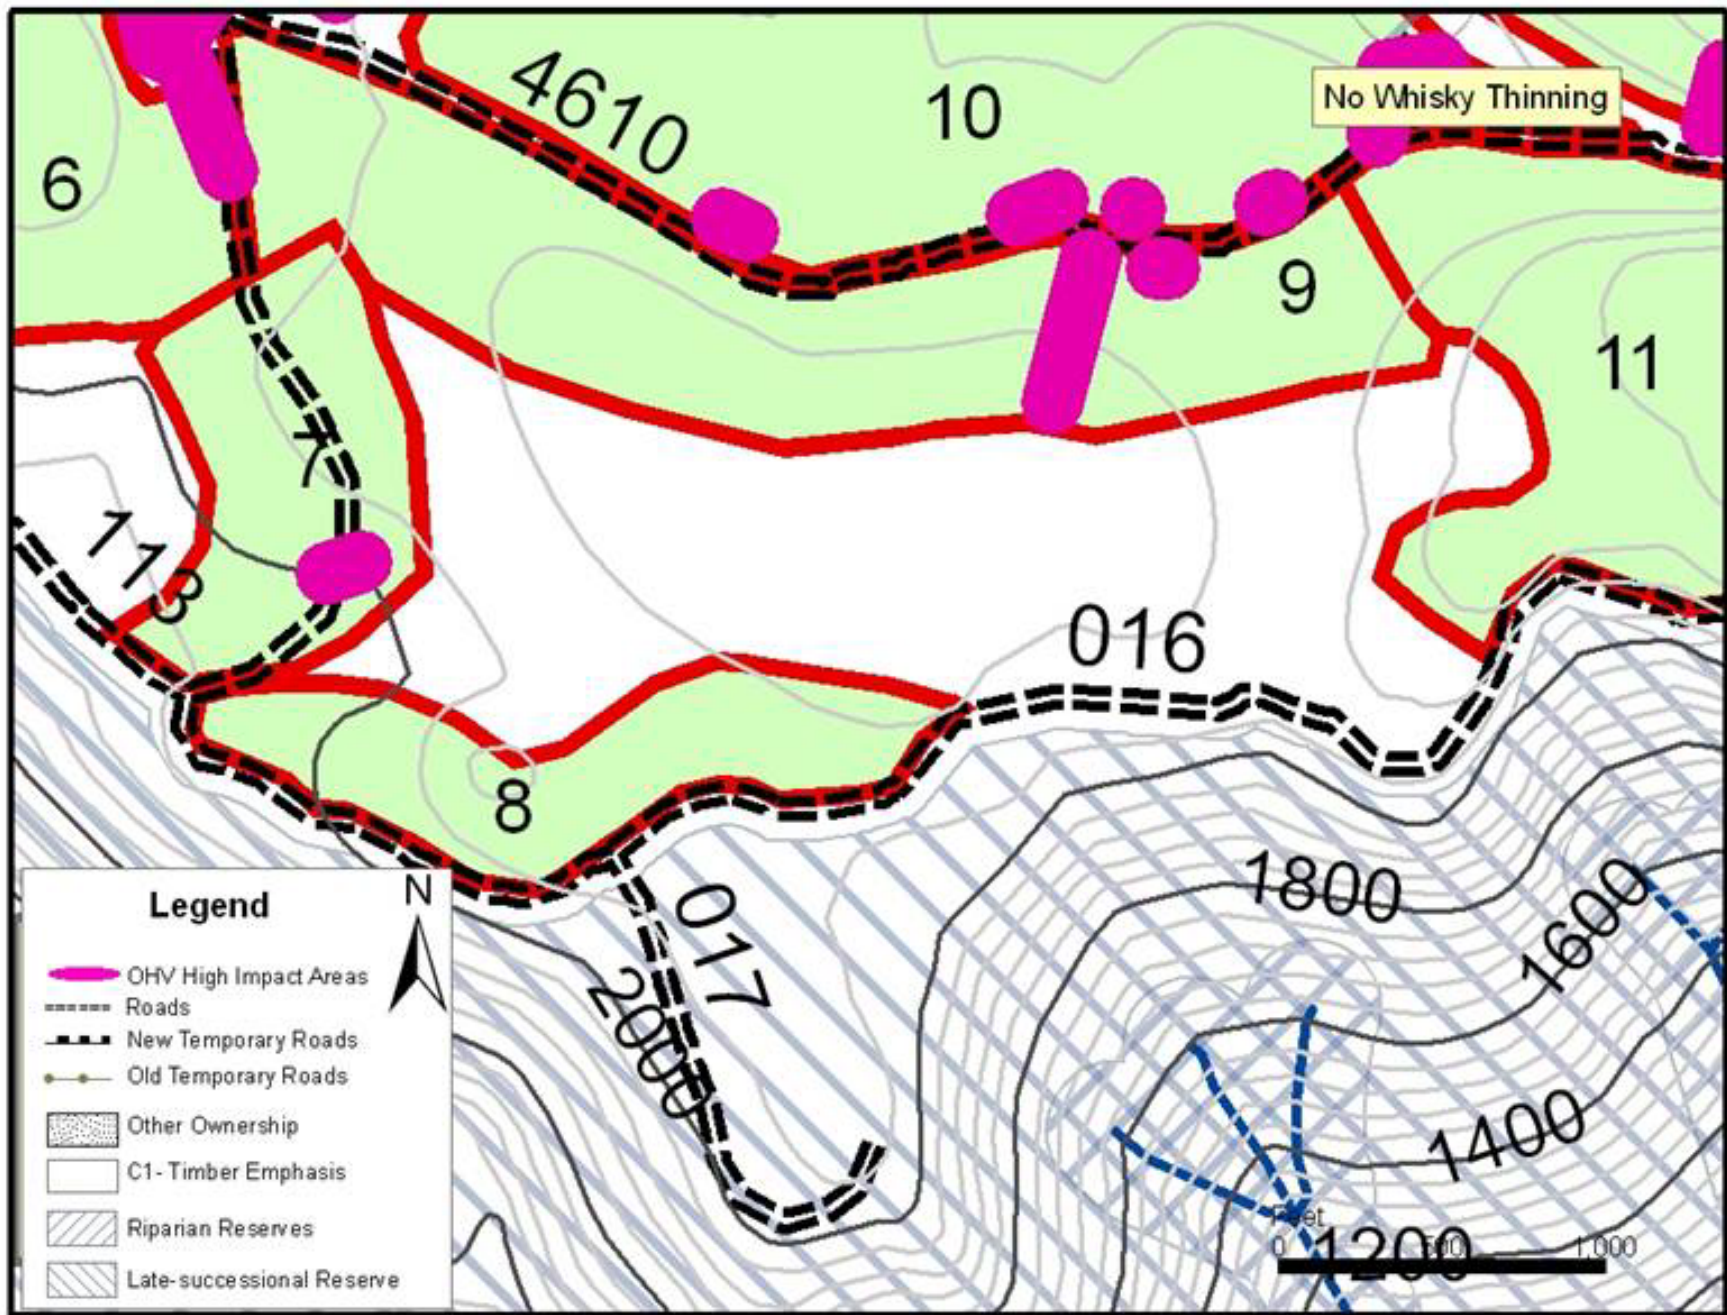 4610
10
No Whisky Thinning
6
9
11
7
113
016
8
017
2000
1800
1600
1400
1200
Feet
0 500 1,000
Legend
N
OHV High Impact Areas
Roads
New Temporary Roads
Old Temporary Roads
Other Ownership
C1- Timber Emphasis
Riparian Reserves
Late-successional Reserve